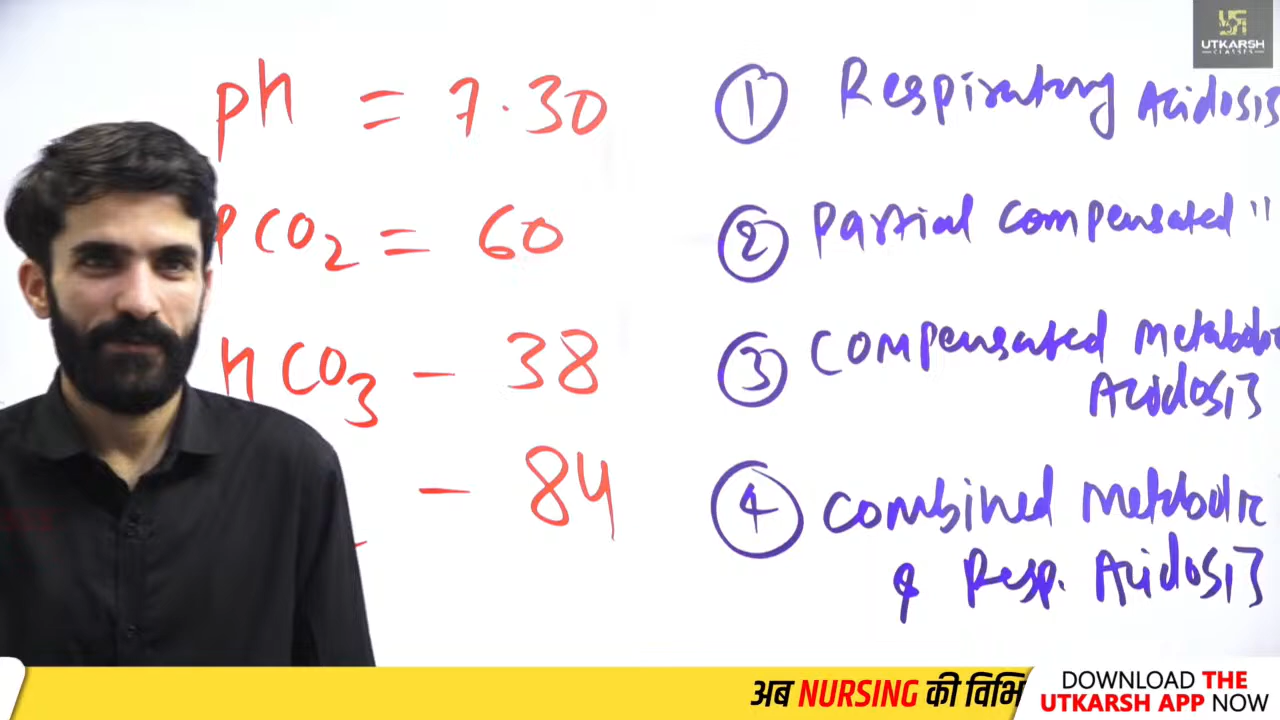 UTKARSH
CLASSES
pH = 7.30
PCO2 = 60
HCO3 - 38
- 84
① Respiratory Acidosis
② Partial compensated "
③ Compensated Metabolic
Acidosis
④ Combined Metabolic
& Resp. Acidosis
अब NURSING की विभि
DOWNLOAD THE
UTKARSH APP NOW